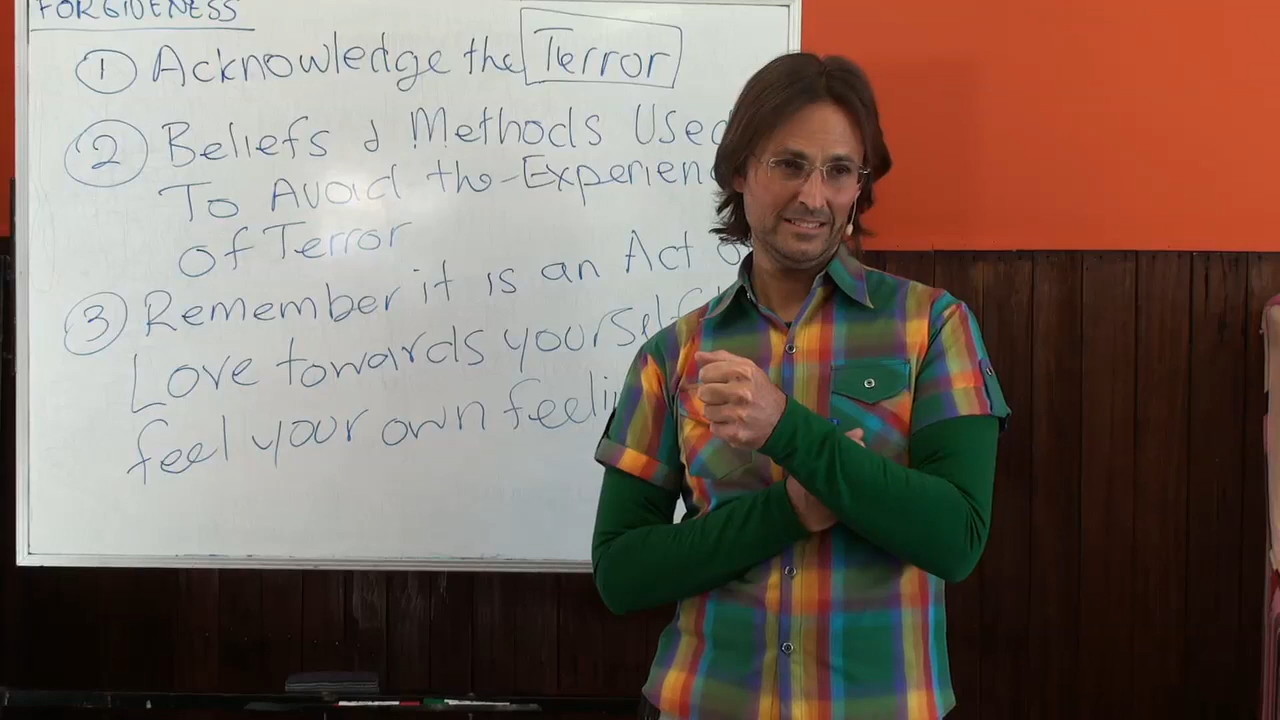 FORGIVENESS
1 Acknowledge the Terror
2 Beliefs & Methods Used
To Avoid the Experien
of Terror
3 Remember it is an Act
Love towards yourself
feel your own feeli